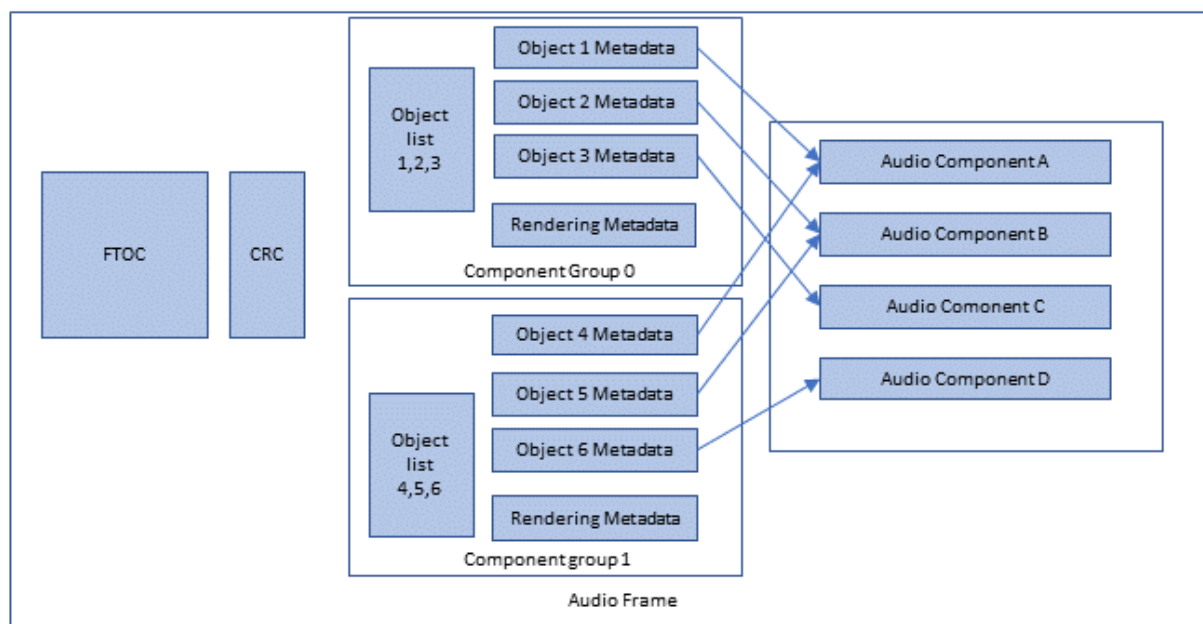 FTOC
CRC
Object
list
1,2,3
Object 1 Metadata
Object 2 Metadata
Object 3 Metadata
Rendering Metadata
Component Group 0
Object
list
4,5,6
Object 4 Metadata
Object 5 Metadata
Object 6 Metadata
Rendering Metadata
Component group 1
Audio Component A
Audio Component B
Audio Comonent C
Audio Component D
Audio Frame